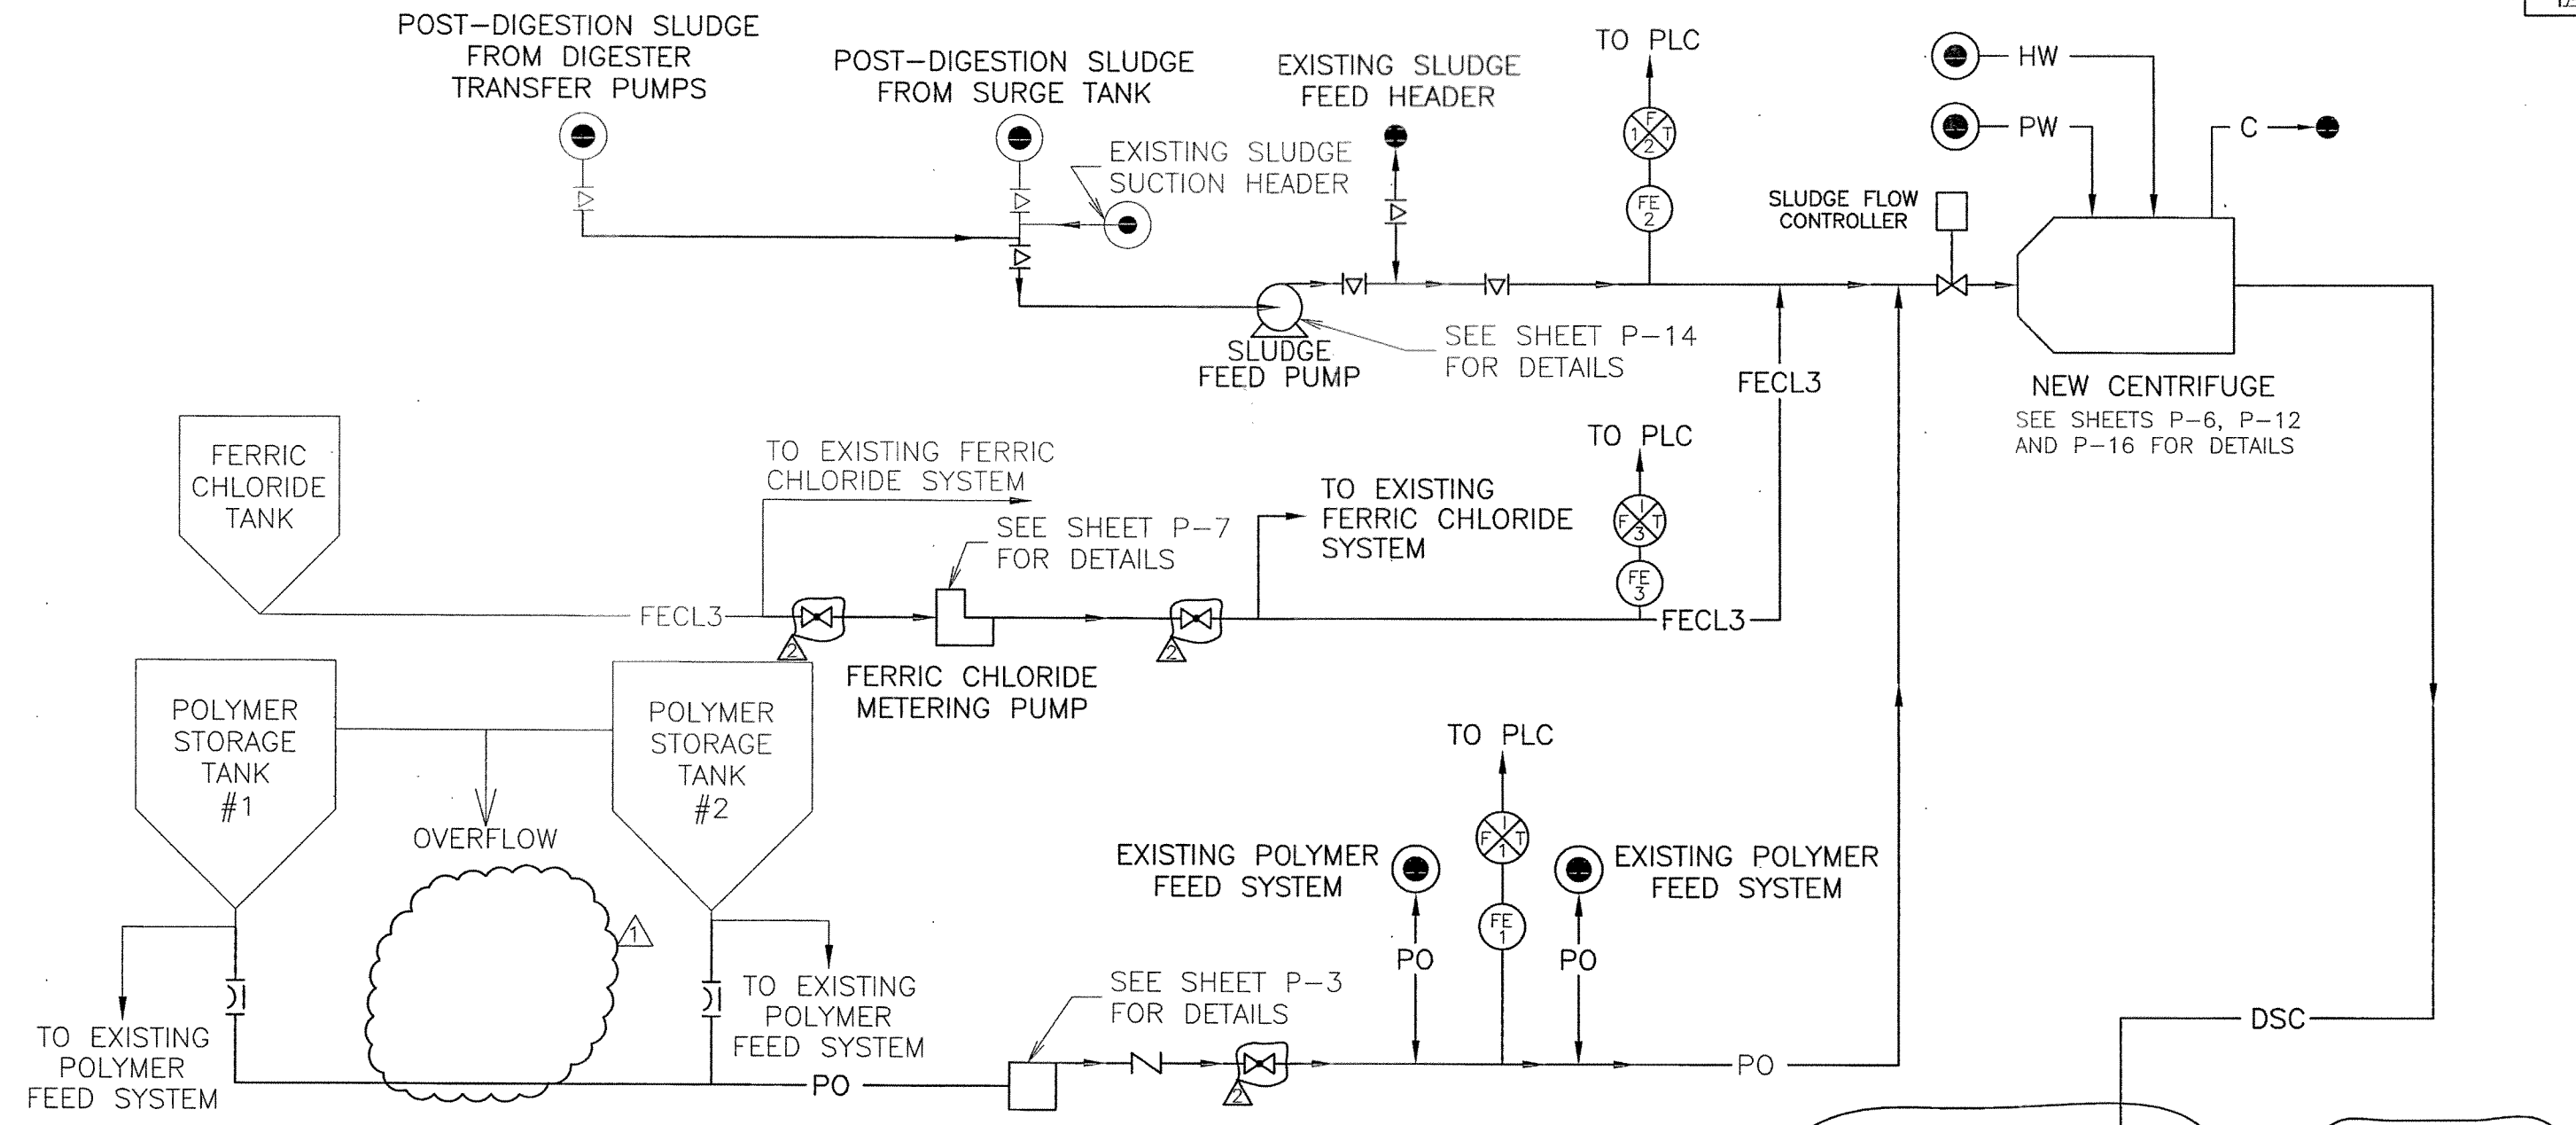 POST-DIGESTION SLUDGE
FROM DIGESTER
TRANSFER PUMPS
POST-DIGESTION SLUDGE
FROM SURGE TANK
EXISTING SLUDGE
SUCTION HEADER
EXISTING SLUDGE
FEED HEADER
TO PLC
F
1 T
2
FE
2
HW
PW
C
SLUDGE FLOW
CONTROLLER
SLUDGE
FEED PUMP
SEE SHEET P-14
FOR DETAILS
FECL3
NEW CENTRIFUGE
SEE SHEETS P-6, P-12
AND P-16 FOR DETAILS
FERRIC
CHLORIDE
TANK
TO EXISTING FERRIC
CHLORIDE SYSTEM
SEE SHEET P-7
FOR DETAILS
TO EXISTING
FERRIC CHLORIDE
SYSTEM
TO PLC
I
F T
3
FE
3
FECL3
2
2
FECL3
FERRIC CHLORIDE
METERING PUMP
POLYMER
STORAGE
TANK
#1
POLYMER
STORAGE
TANK
#2
OVERFLOW
1
TO EXISTING
POLYMER
FEED SYSTEM
TO EXISTING
POLYMER
FEED SYSTEM
PO
SEE SHEET P-3
FOR DETAILS
2
EXISTING POLYMER
FEED SYSTEM
PO
TO PLC
I
F T
1
FE
1
EXISTING POLYMER
FEED SYSTEM
PO
PO
DSC